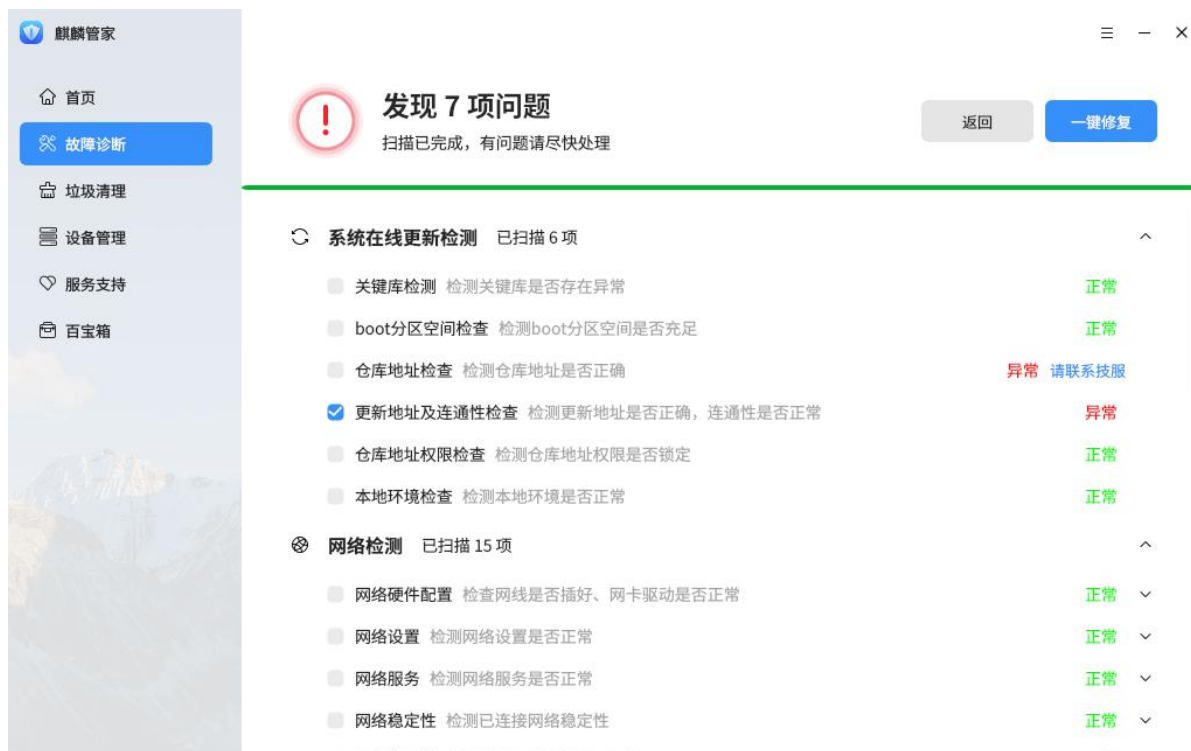 麒麟管家
首页
故障诊断
垃圾清理
设备管理
服务支持
百宝箱
发现 7 项问题
扫描已完成，有问题请尽快处理
返回
一键修复
系统在线更新检测 已扫描 6 项
关键库检测 检测关键库是否存在异常 正常
boot分区空间检查 检测boot分区空间是否充足 正常
仓库地址检查 检测仓库地址是否正确 异常 请联系技服
更新地址及连通性检查 检测更新地址是否正确，连通性是否正常 异常
仓库地址权限检查 检测仓库地址权限是否锁定 正常
本地环境检查 检测本地环境是否正常 正常
网络检测 已扫描 15 项
网络硬件配置 检查网线是否插好、网卡驱动是否正常 正常
网络设置 检测网络设置是否正常 正常
网络服务 检测网络服务是否正常 正常
网络稳定性 检测已连接网络稳定性 正常